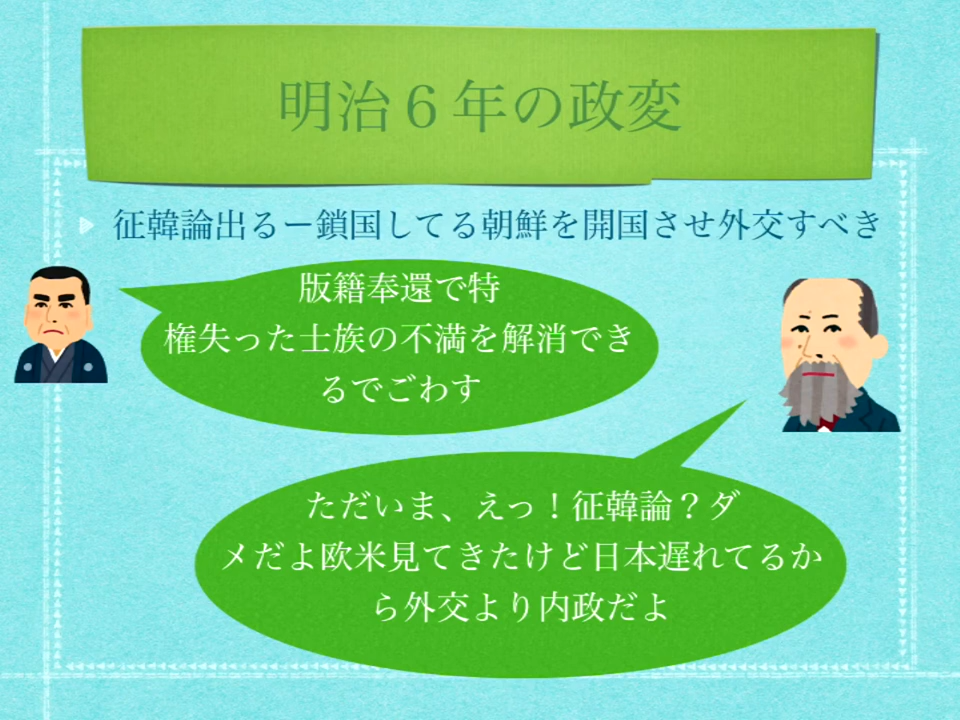 明治６年の政変
征韓論出るー鎖国してる朝鮮を開国させ外交すべき
版籍奉還で特
権失った士族の不満を解消でき
るでごわす
ただいま、えっ！征韓論？ダ
メだよ欧米見てきたけど日本遅れてるか
ら外交より内政だよ